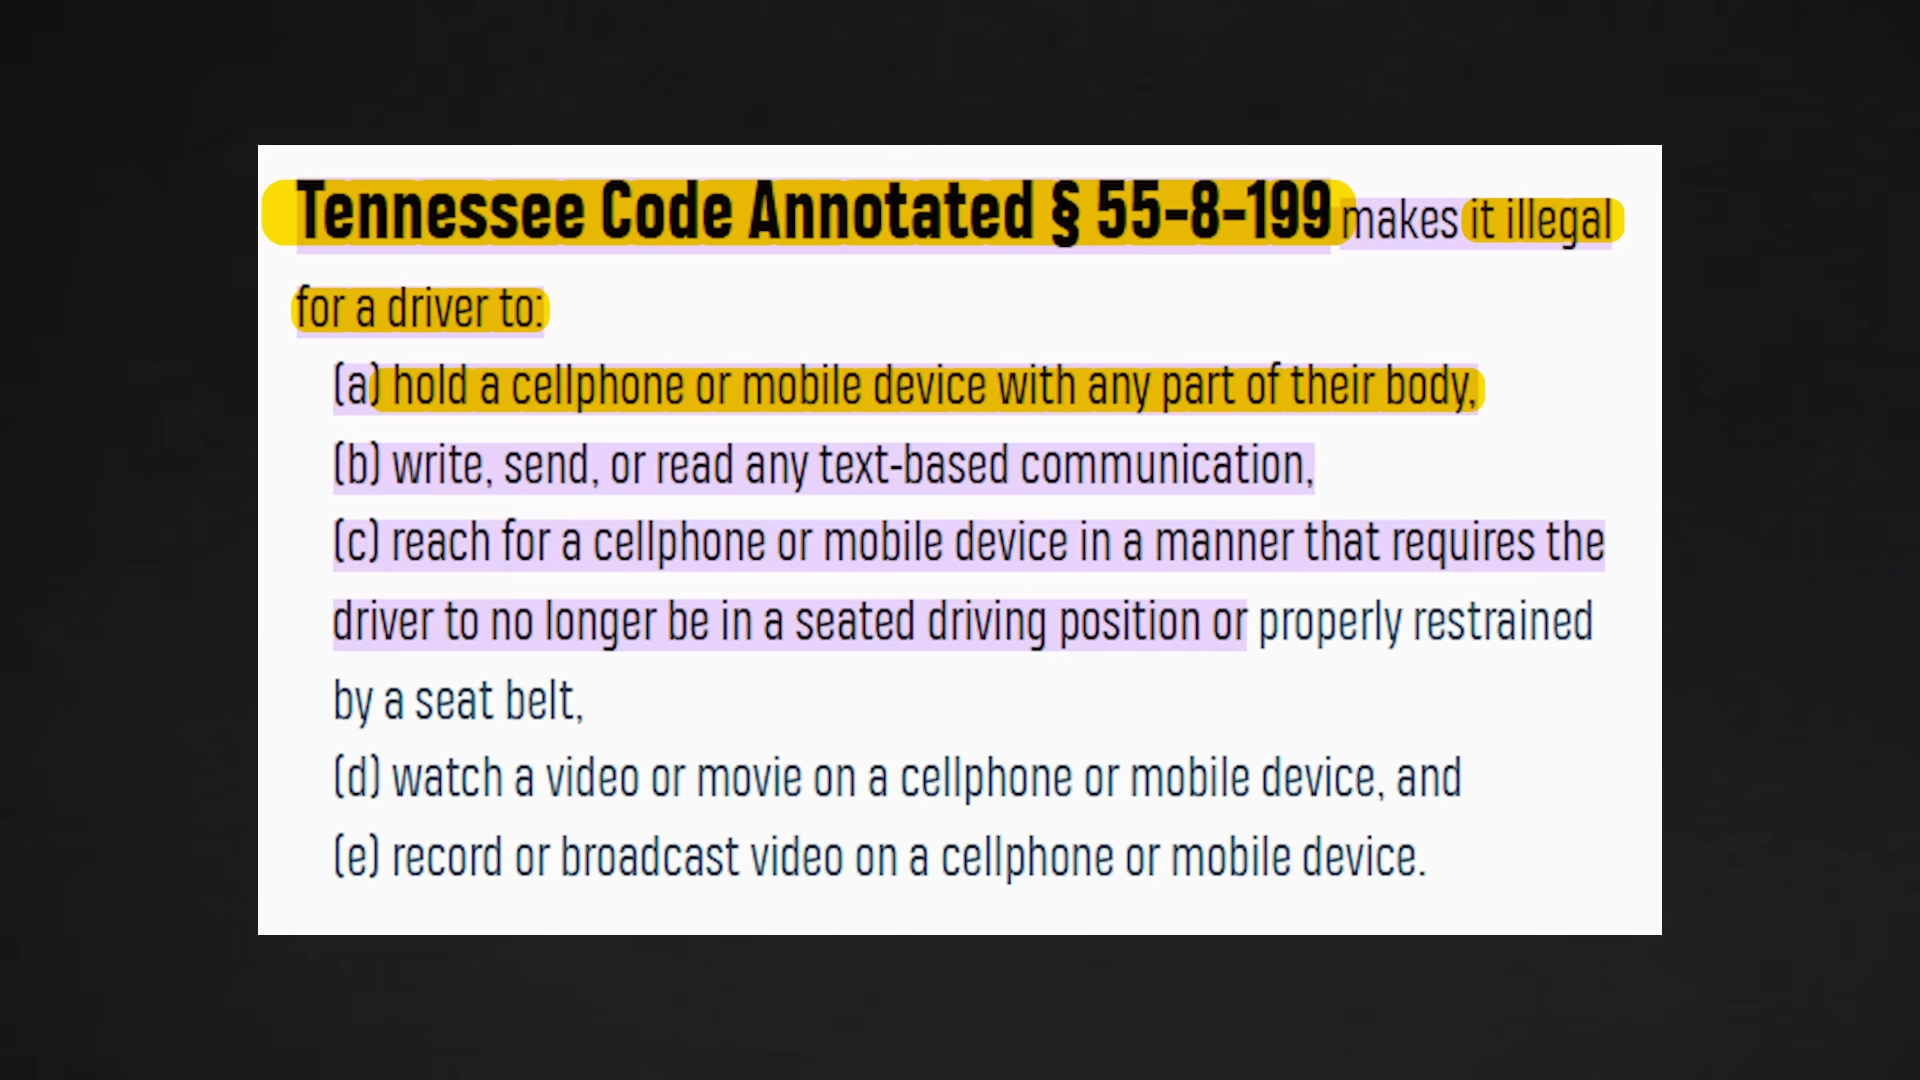 Tennessee Code Annotated § 55-8-199 makes it illegal
for a driver to:
(a) hold a cellphone or mobile device with any part of their body,
(b) write, send, or read any text-based communication,
(c) reach for a cellphone or mobile device in a manner that requires the
driver to no longer be in a seated driving position or properly restrained
by a seat belt,
(d) watch a video or movie on a cellphone or mobile device, and
(e) record or broadcast video on a cellphone or mobile device.